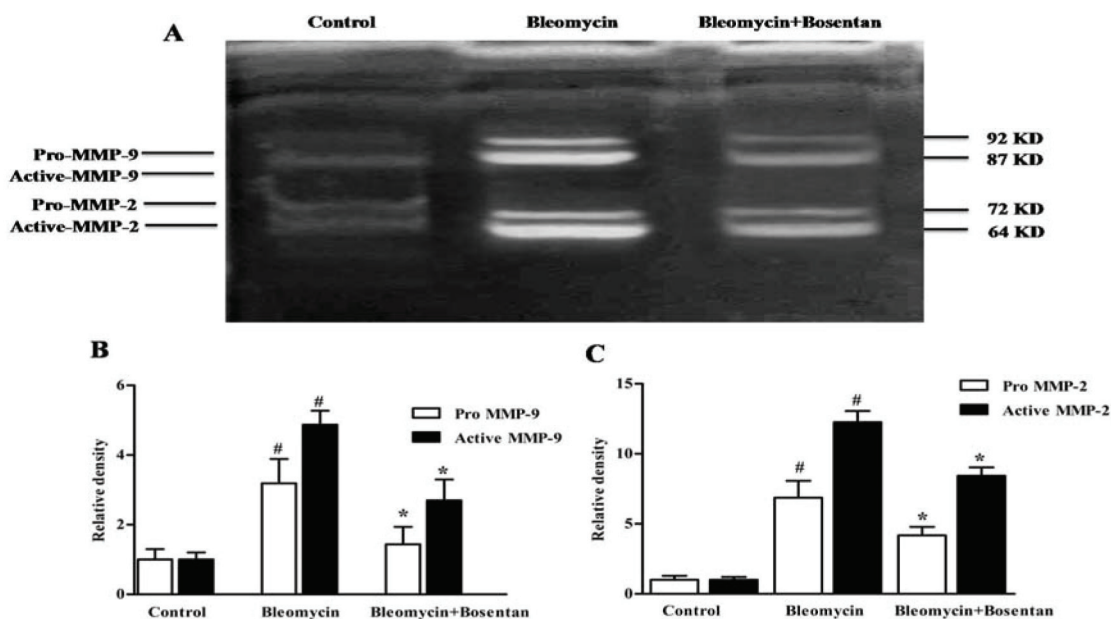 A
Control Bleomycin Bleomycin+Bosentan
Pro-MMP-9
Active-MMP-9
Pro-MMP-2
Active-MMP-2
92 KD
87 KD
72 KD
64 KD
B
Relative density
6
4
2
0
# #
* *
Pro MMP-9
Active MMP-9
Control Bleomycin Bleomycin+Bosentan
C
Relative density
15
10
5
0
# #
* *
Pro MMP-2
Active MMP-2
Control Bleomycin Bleomycin+Bosentan